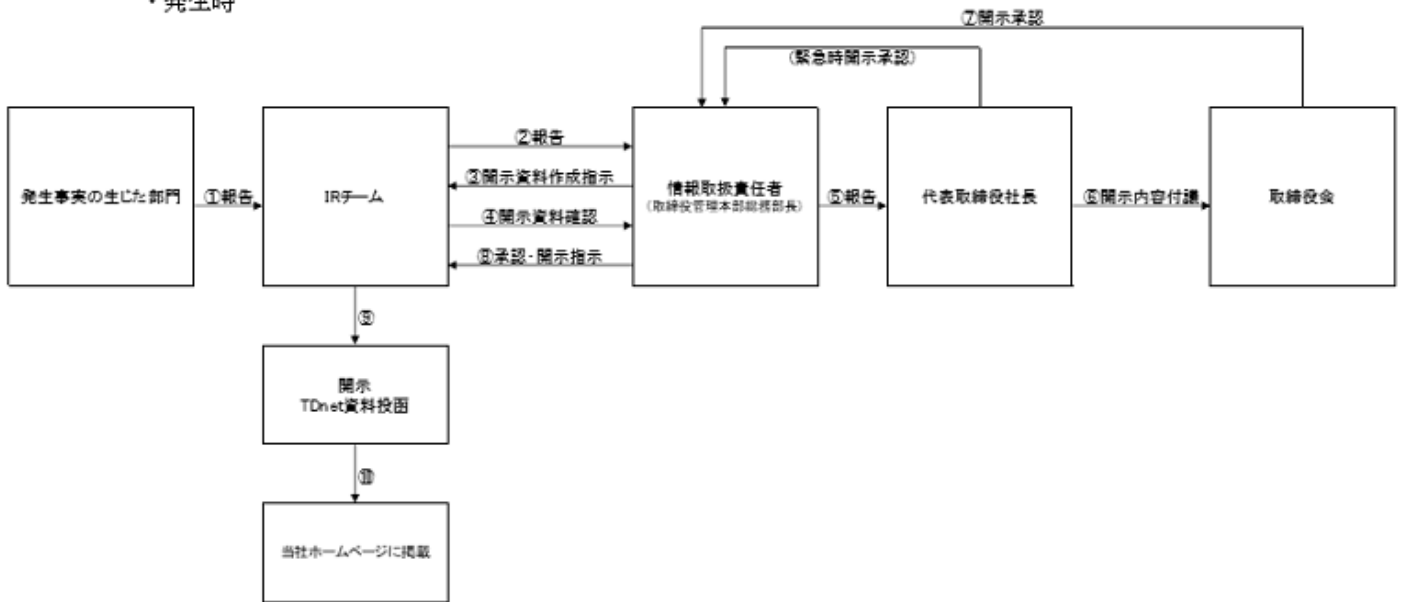 ・発生時
⑦開示承認
(緊急時開示承認)
発生事実の生じた部門
①報告
IRチーム
②報告
③開示資料作成指示
④開示資料確認
⑧承認・開示指示
情報取扱責任者
(取締役管理本部総務部長)
⑤報告
代表取締役社長
⑥開示内容付議
取締役会
⑨
開示
TDnet資料投函
⑩
当社ホームページに掲載